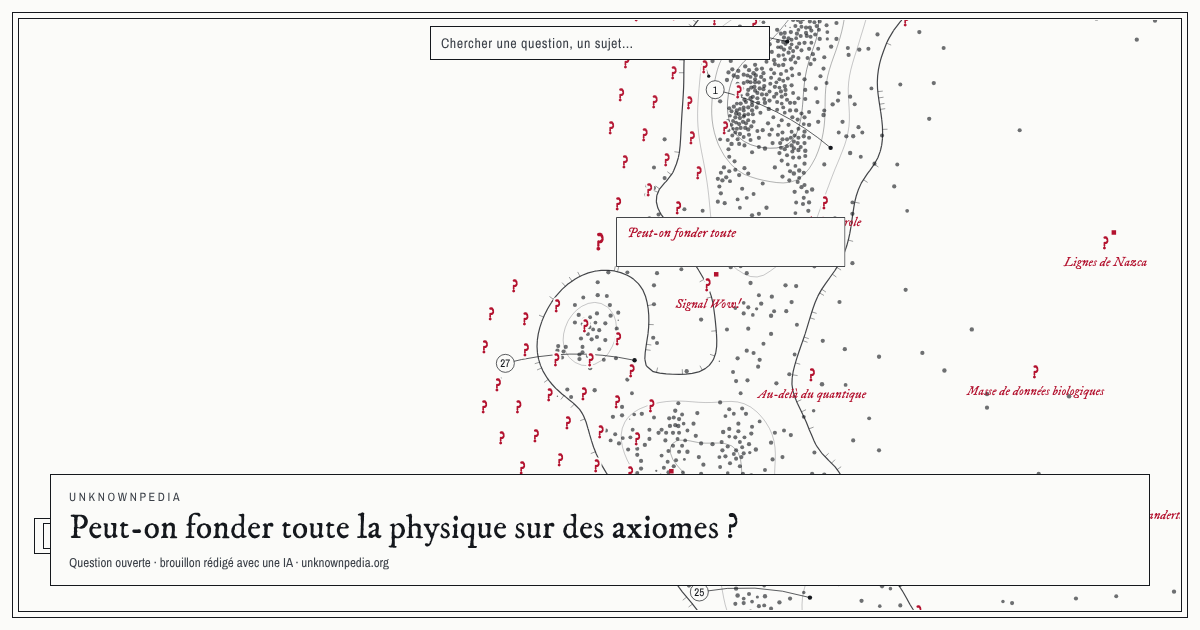 Chercher une question, un sujet…
1
Peut-on fonder toute
Lignes de Nazca
Signal Wow!
27
Au-delà du quantique
Masse de données biologiques
UNKNOWNPEDIA
Peut-on fonder toute la physique sur des axiomes ?
Question ouverte · brouillon rédigé avec une IA · unknownpedia.org
25